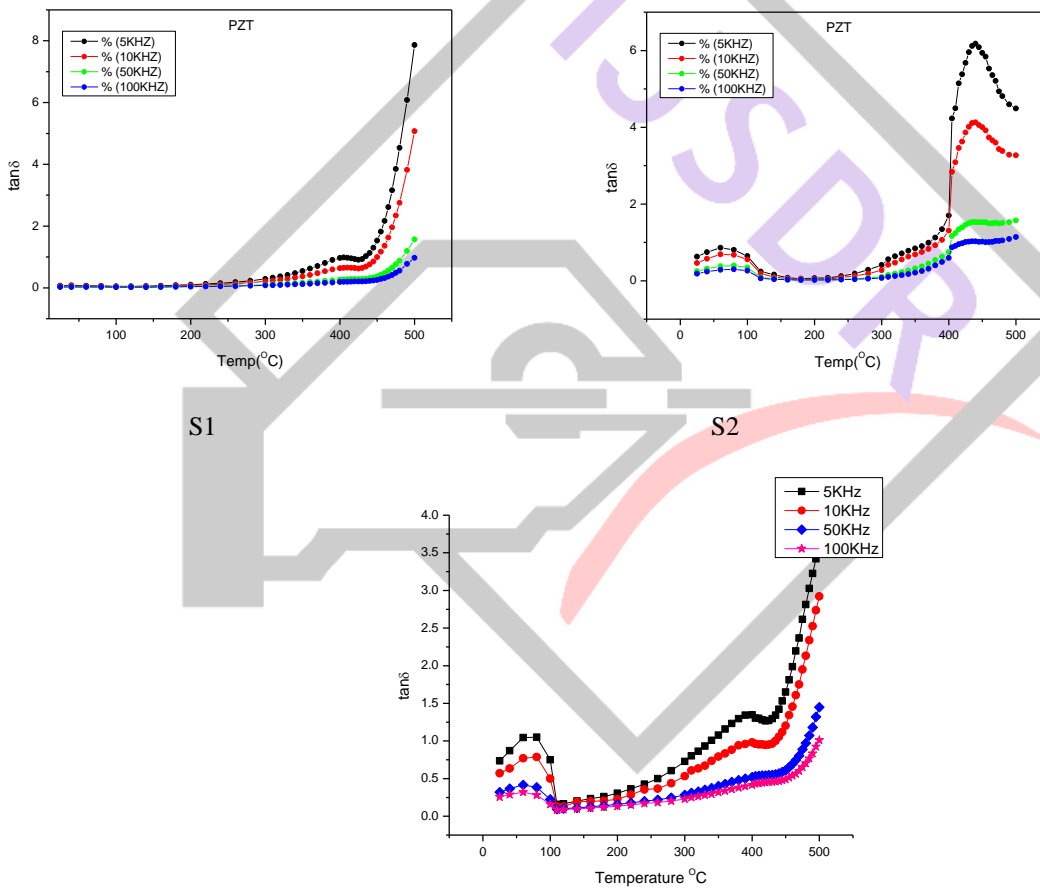 PZT
% (5KHZ)
% (10KHZ)
% (50KHZ)
% (100KHZ)
8
6
4
2
0
tanδ
100 200 300 400 500
Temp(°C)
PZT
% (5KHZ)
% (10KHZ)
% (50KHZ)
% (100KHZ)
6
4
2
0
tanδ
0 100 200 300 400 500
Temp(°C)
IJSDR
S1 S2
5KHz
10KHz
50KHz
100KHz
4.0
3.5
3.0
2.5
2.0
1.5
1.0
0.5
0.0
tanδ
0 100 200 300 400 500
Temperature °C